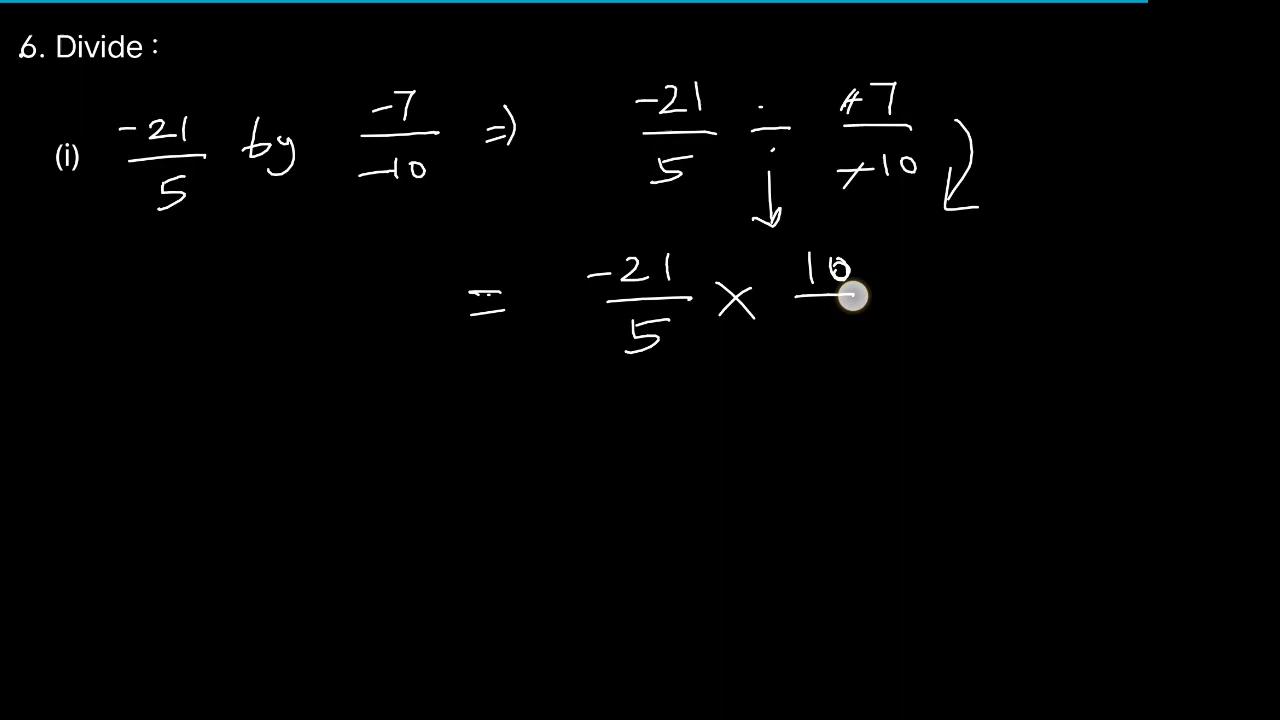 6. Divide :
(i) -21/5 by -7/-10 ⇒ -21/5 ÷ -7/-10
= -21/5 × 10/